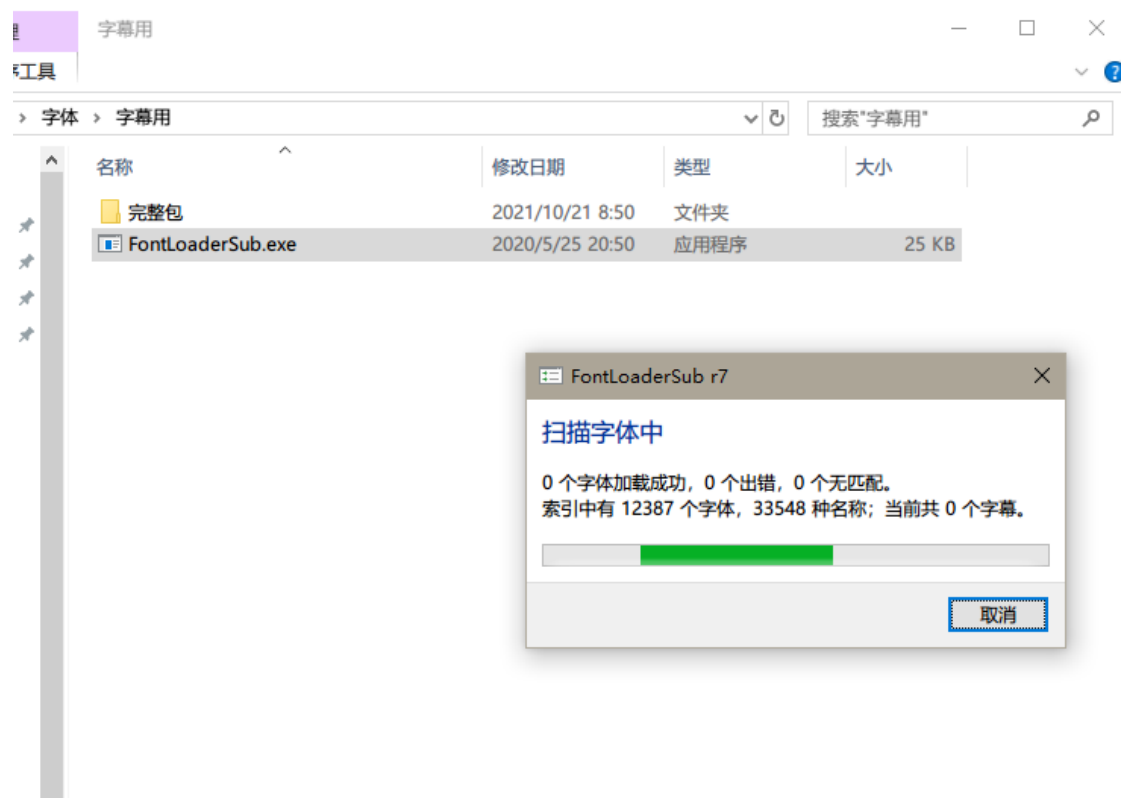 理
字幕用
序工具
字体 › 字幕用
搜索"字幕用"
名称 修改日期 类型 大小
完整包 2021/10/21 8:50 文件夹
FontLoaderSub.exe 2020/5/25 20:50 应用程序 25 KB
FontLoaderSub r7
扫描字体中
0 个字体加载成功，0 个出错，0 个无匹配。
索引中有 12387 个字体，33548 种名称；当前共 0 个字幕。
取消